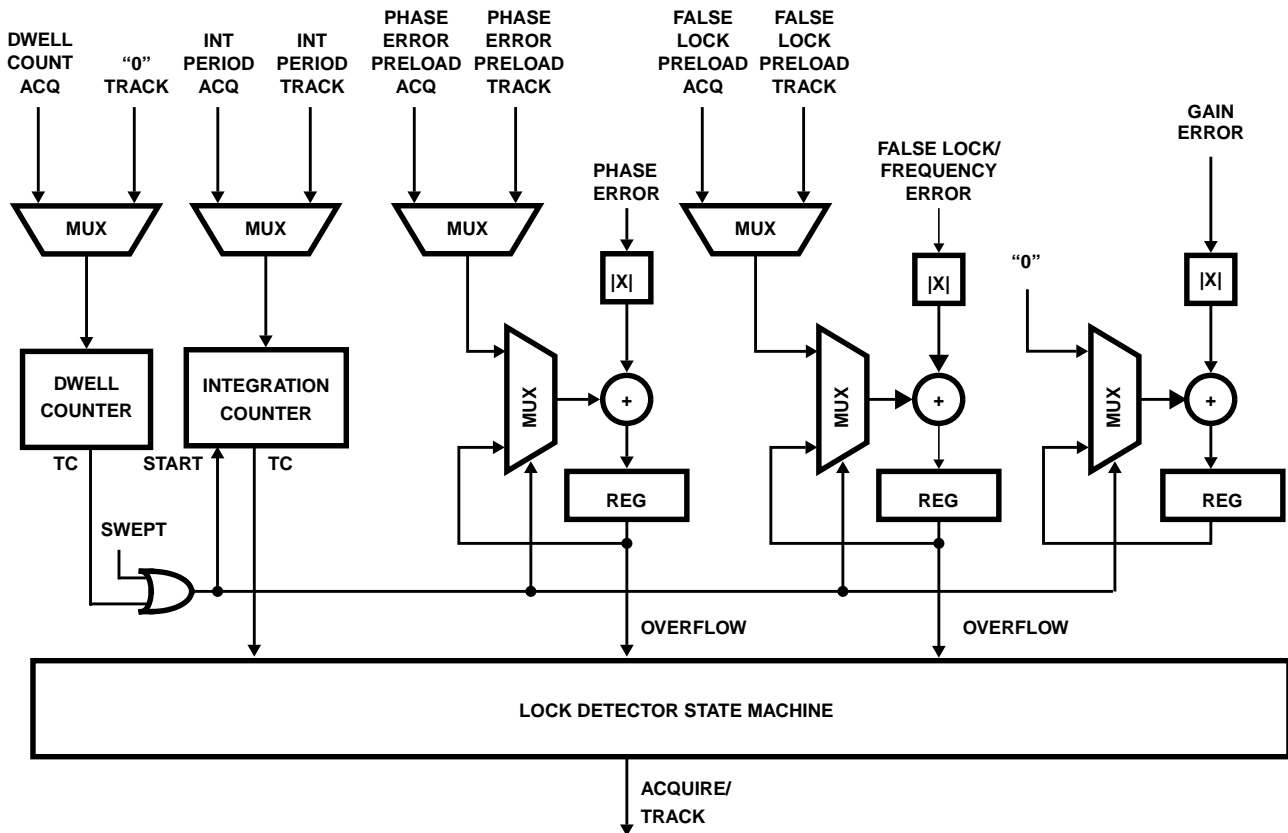 DWELL
COUNT
ACQ
“0”
TRACK
INT
PERIOD
ACQ
INT
PERIOD
TRACK
PHASE
ERROR
PRELOAD
ACQ
PHASE
ERROR
PRELOAD
TRACK
FALSE
LOCK
PRELOAD
ACQ
FALSE
LOCK
PRELOAD
TRACK
PHASE
ERROR
FALSE LOCK/
FREQUENCY
ERROR
GAIN
ERROR
MUX
MUX
MUX
MUX
|X|
|X|
“0”
|X|
DWELL
COUNTER
INTEGRATION
COUNTER
MUX
+
MUX
+
MUX
+
TC
START
TC
REG
REG
REG
SWEPT
OVERFLOW
OVERFLOW
LOCK DETECTOR STATE MACHINE
ACQUIRE/
TRACK